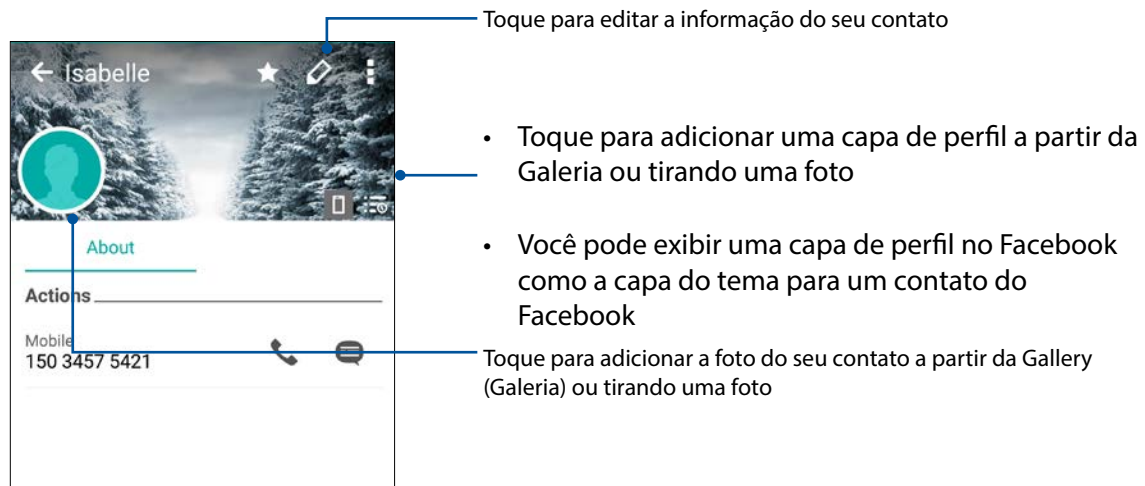 Toque para editar a informação do seu contato
Isabelle
• Toque para adicionar uma capa de perfil a partir da
Galeria ou tirando uma foto
• Você pode exibir uma capa de perfil no Facebook
como a capa do tema para um contato do
Facebook
About
Actions
Mobile
150 3457 5421
Toque para adicionar a foto do seu contato a partir da Gallery
(Galeria) ou tirando uma foto